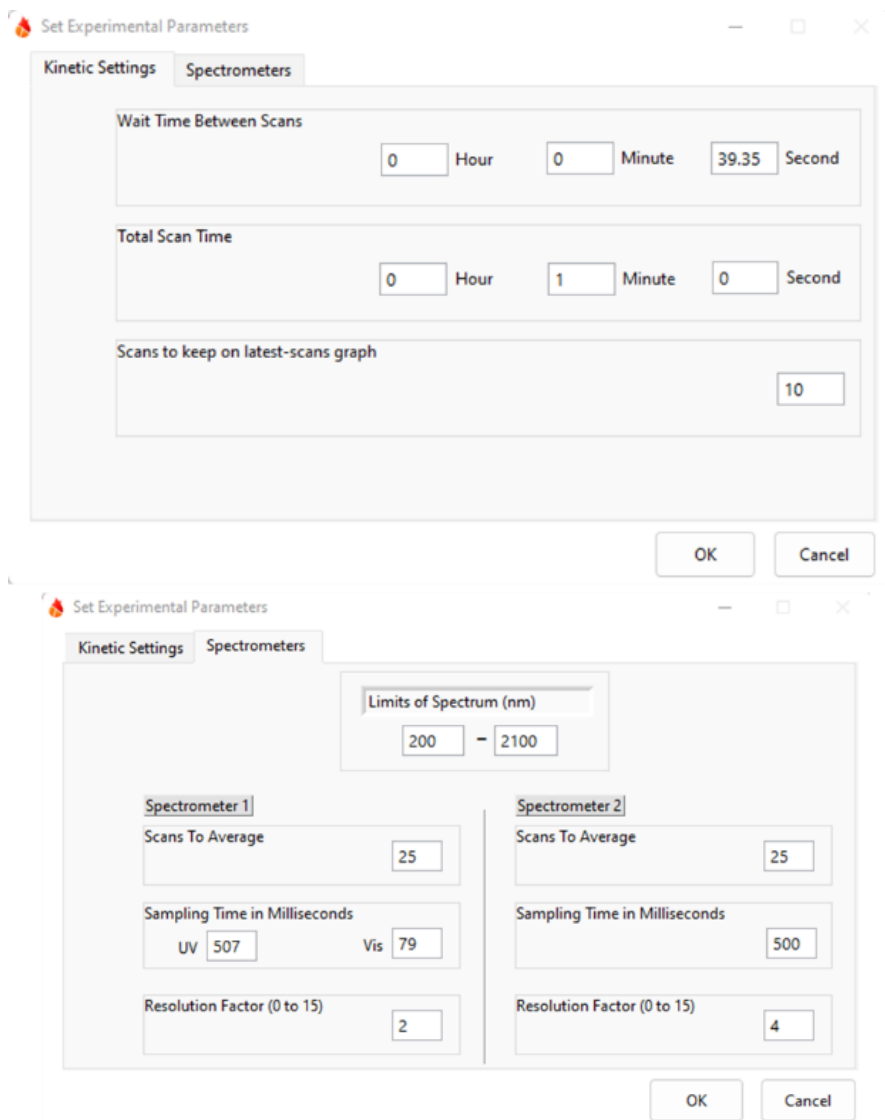 Set Experimental Parameters
Kinetic Settings Spectrometers
Wait Time Between Scans
0 Hour 0 Minute 39.35 Second
Total Scan Time
0 Hour 1 Minute 0 Second
Scans to keep on latest-scans graph
10
OK Cancel
Set Experimental Parameters
Kinetic Settings Spectrometers
Limits of Spectrum (nm)
200 - 2100
Spectrometer 1
Scans To Average
25
Sampling Time in Milliseconds
UV 507 Vis 79
Resolution Factor (0 to 15)
2
Spectrometer 2
Scans To Average
25
Sampling Time in Milliseconds
500
Resolution Factor (0 to 15)
4
OK Cancel